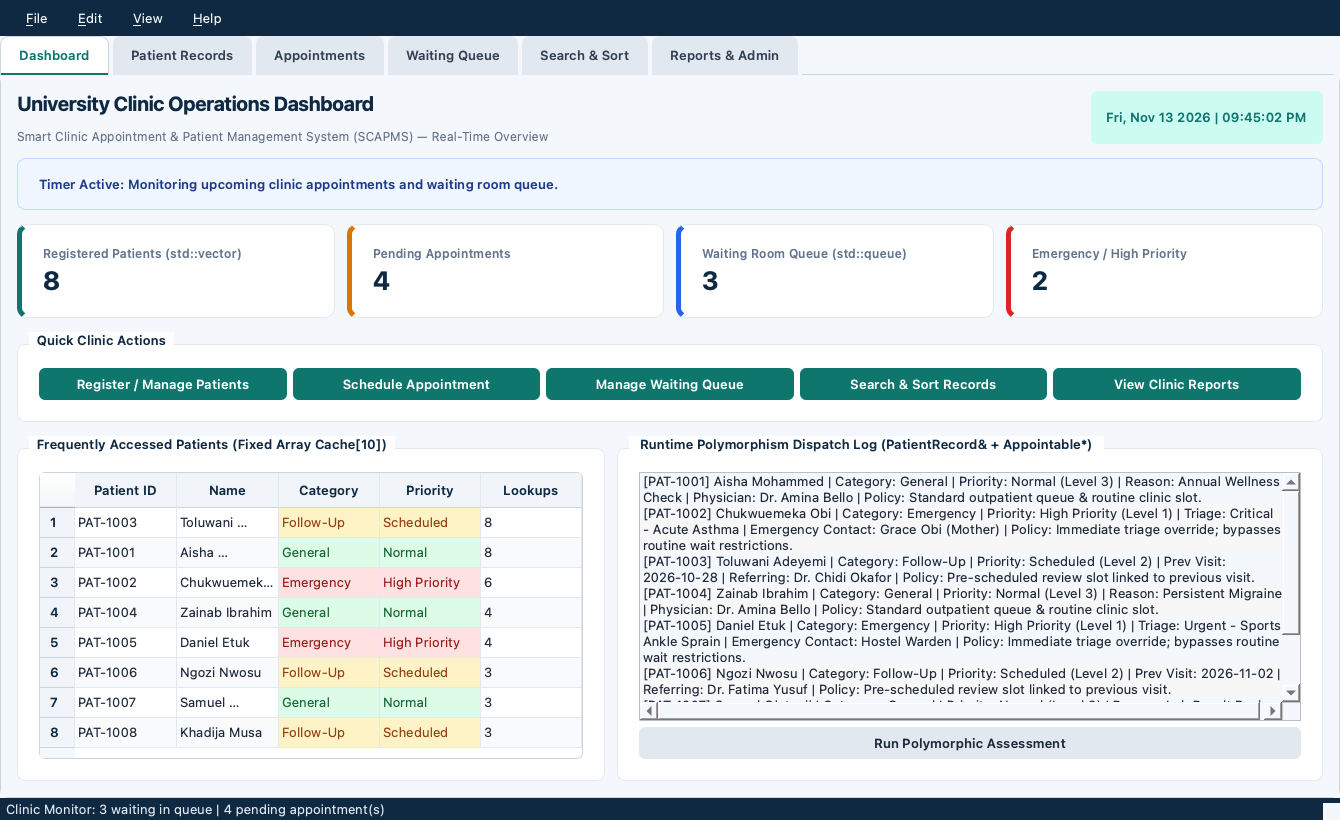 File Edit View Help
Dashboard Patient Records Appointments Waiting Queue Search & Sort Reports & Admin
University Clinic Operations Dashboard
Fri, Nov 13 2026 | 09:45:02 PM
Smart Clinic Appointment & Patient Management System (SCAPMS) — Real-Time Overview
Timer Active: Monitoring upcoming clinic appointments and waiting room queue.
Registered Patients (std::vector)
8
Pending Appointments
4
Waiting Room Queue (std::queue)
3
Emergency / High Priority
2
Quick Clinic Actions
Register / Manage Patients Schedule Appointment Manage Waiting Queue Search & Sort Records View Clinic Reports
Frequently Accessed Patients (Fixed Array Cache[10])
Patient ID Name Category Priority Lookups
1 PAT-1003 Toluwani ... Follow-Up Scheduled 8
2 PAT-1001 Aisha ... General Normal 8
3 PAT-1002 Chukwuemek... Emergency High Priority 6
4 PAT-1004 Zainab Ibrahim General Normal 4
5 PAT-1005 Daniel Etuk Emergency High Priority 4
6 PAT-1006 Ngozi Nwosu Follow-Up Scheduled 3
7 PAT-1007 Samuel ... General Normal 3
8 PAT-1008 Khadija Musa Follow-Up Scheduled 3
Runtime Polymorphism Dispatch Log (PatientRecord& + Appointable*)
[PAT-1001] Aisha Mohammed | Category: General | Priority: Normal (Level 3) | Reason: Annual Wellness
Check | Physician: Dr. Amina Bello | Policy: Standard outpatient queue & routine clinic slot.
[PAT-1002] Chukwuemeka Obi | Category: Emergency | Priority: High Priority (Level 1) | Triage: Critical
- Acute Asthma | Emergency Contact: Grace Obi (Mother) | Policy: Immediate triage override; bypasses
routine wait restrictions.
[PAT-1003] Toluwani Adeyemi | Category: Follow-Up | Priority: Scheduled (Level 2) | Prev Visit:
2026-10-28 | Referring: Dr. Chidi Okafor | Policy: Pre-scheduled review slot linked to previous visit.
[PAT-1004] Zainab Ibrahim | Category: General | Priority: Normal (Level 3) | Reason: Persistent Migraine
| Physician: Dr. Amina Bello | Policy: Standard outpatient queue & routine clinic slot.
[PAT-1005] Daniel Etuk | Category: Emergency | Priority: High Priority (Level 1) | Triage: Urgent - Sports
Ankle Sprain | Emergency Contact: Hostel Warden | Policy: Immediate triage override; bypasses routine
wait restrictions.
[PAT-1006] Ngozi Nwosu | Category: Follow-Up | Priority: Scheduled (Level 2) | Prev Visit: 2026-11-02 |
Referring: Dr. Fatima Yusuf | Policy: Pre-scheduled review slot linked to previous visit.
Run Polymorphic Assessment
Clinic Monitor: 3 waiting in queue | 4 pending appointment(s)